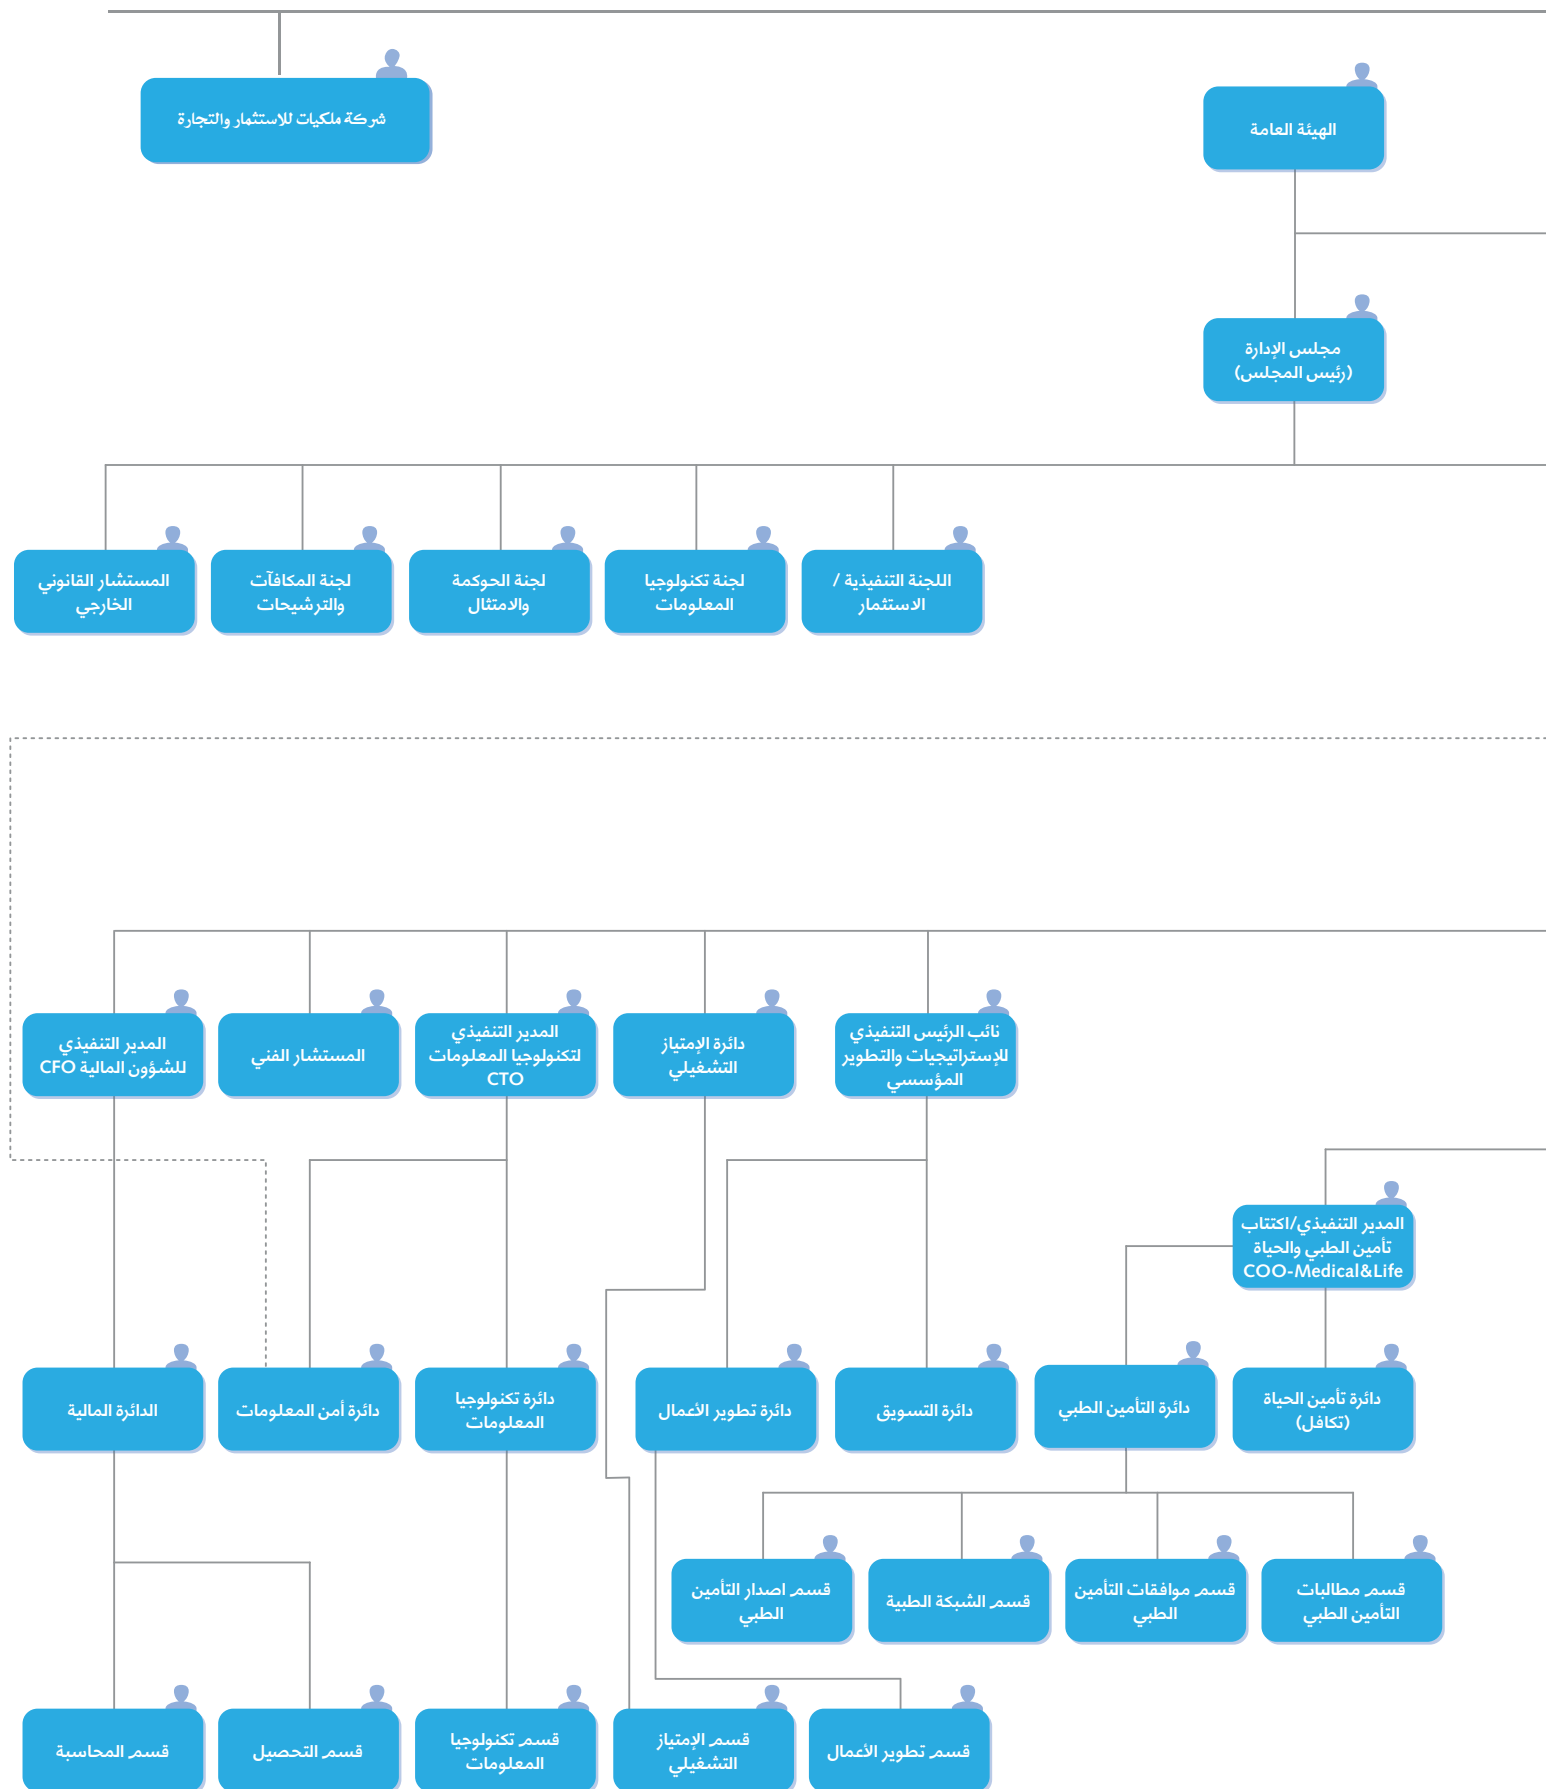 الهيئة العامة
شركة ملكيات للاستثمار والتجارة
مجلس الإدارة
(رئيس المجلس)
اللجنة التنفيذية /
الاستثمار
لجنة تكنولوجيا
المعلومات
لجنة الحوكمة
والامتثال
لجنة المكافآت
والترشيحات
المستشار القانوني
الخارجي
نائب الرئيس التنفيذي
للإستراتيجيات والتطوير
المؤسسي
دائرة الإمتياز
التشغيلي
المدير التنفيذي
لتكنولوجيا المعلومات
CTO
المستشار الفني
المدير التنفيذي
للشؤون المالية CFO
المدير التنفيذي/اكتتاب
تأمين الطبي والحياة
COO-Medical&Life
دائرة تأمين الحياة
(تكافل)
دائرة التأمين الطبي
دائرة التسويق
دائرة تطوير الأعمال
دائرة تكنولوجيا
المعلومات
دائرة أمن المعلومات
الدائرة المالية
قسم مطالبات
التأمين الطبي
قسم موافقات التأمين
الطبي
قسم الشبكة الطبية
قسم اصدار التأمين
الطبي
قسم تطوير الأعمال
قسم الإمتياز
التشغيلي
قسم تكنولوجيا
المعلومات
قسم التحصيل
قسم المحاسبة